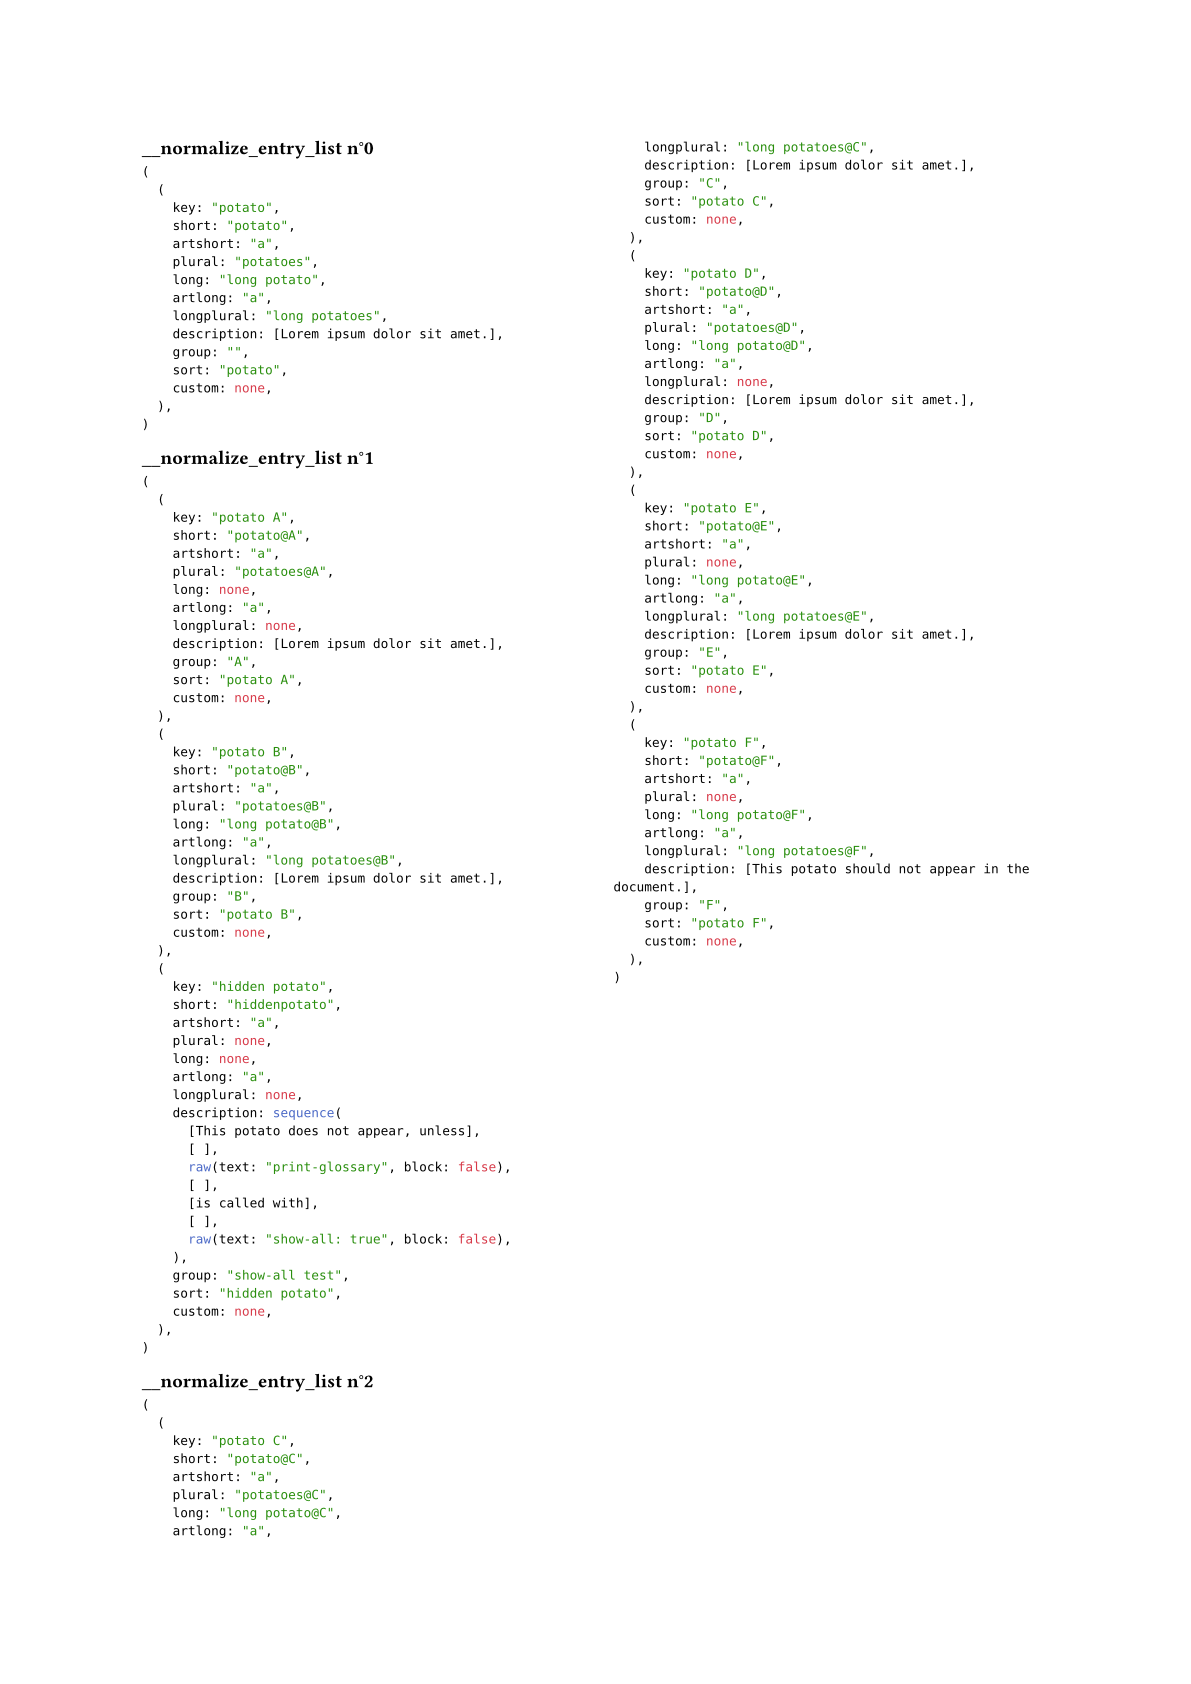 __normalize_entry_list n°0
(
  (
    key: "potato",
    short: "potato",
    artshort: "a",
    plural: "potatoes",
    long: "long potato",
    artlong: "a",
    longplural: "long potatoes",
    description: [Lorem ipsum dolor sit amet.],
    group: "",
    sort: "potato",
    custom: none,
  ),
)
__normalize_entry_list n°1
(
  (
    key: "potato A",
    short: "potato@A",
    artshort: "a",
    plural: "potatoes@A",
    long: none,
    artlong: "a",
    longplural: none,
    description: [Lorem ipsum dolor sit amet.],
    group: "A",
    sort: "potato A",
    custom: none,
  ),
  (
    key: "potato B",
    short: "potato@B",
    artshort: "a",
    plural: "potatoes@B",
    long: "long potato@B",
    artlong: "a",
    longplural: "long potatoes@B",
    description: [Lorem ipsum dolor sit amet.],
    group: "B",
    sort: "potato B",
    custom: none,
  ),
  (
    key: "hidden potato",
    short: "hiddenpotato",
    artshort: "a",
    plural: none,
    long: none,
    artlong: "a",
    longplural: none,
    description: sequence(
      [This potato does not appear, unless],
      [ ],
      raw(text: "print-glossary", block: false),
      [ ],
      [is called with],
      [ ],
      raw(text: "show-all: true", block: false),
    ),
    group: "show-all test",
    sort: "hidden potato",
    custom: none,
  ),
)
__normalize_entry_list n°2
(
  (
    key: "potato C",
    short: "potato@C",
    artshort: "a",
    plural: "potatoes@C",
    long: "long potato@C",
    artlong: "a",
    longplural: "long potatoes@C",
    description: [Lorem ipsum dolor sit amet.],
    group: "C",
    sort: "potato C",
    custom: none,
  ),
  (
    key: "potato D",
    short: "potato@D",
    artshort: "a",
    plural: "potatoes@D",
    long: "long potato@D",
    artlong: "a",
    longplural: none,
    description: [Lorem ipsum dolor sit amet.],
    group: "D",
    sort: "potato D",
    custom: none,
  ),
  (
    key: "potato E",
    short: "potato@E",
    artshort: "a",
    plural: none,
    long: "long potato@E",
    artlong: "a",
    longplural: "long potatoes@E",
    description: [Lorem ipsum dolor sit amet.],
    group: "E",
    sort: "potato E",
    custom: none,
  ),
  (
    key: "potato F",
    short: "potato@F",
    artshort: "a",
    plural: none,
    long: "long potato@F",
    artlong: "a",
    longplural: "long potatoes@F",
    description: [This potato should not appear in the
document.],
    group: "F",
    sort: "potato F",
    custom: none,
  ),
)